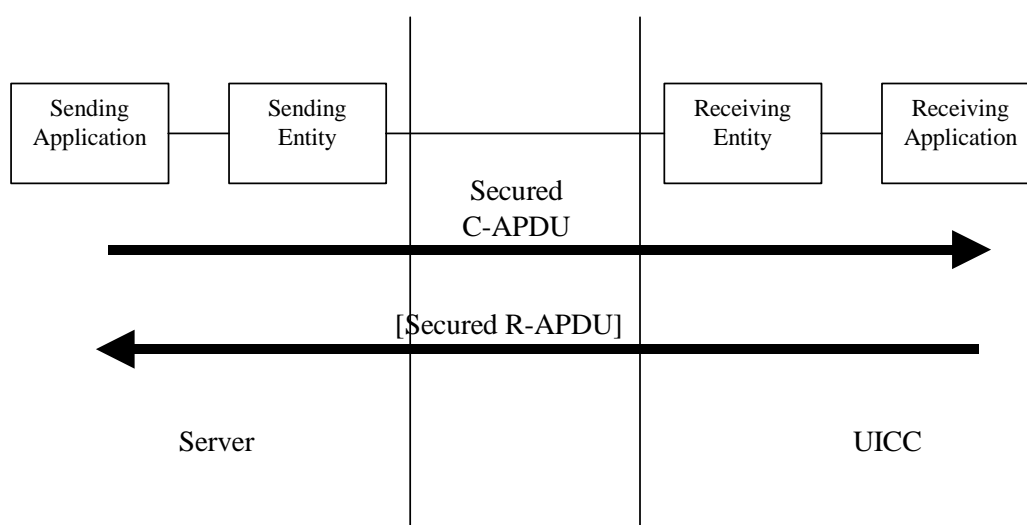 Sending
Application
Sending
Entity
Receiving
Entity
Receiving
Application
Secured
C-APDU
[Secured R-APDU]
Server
UICC